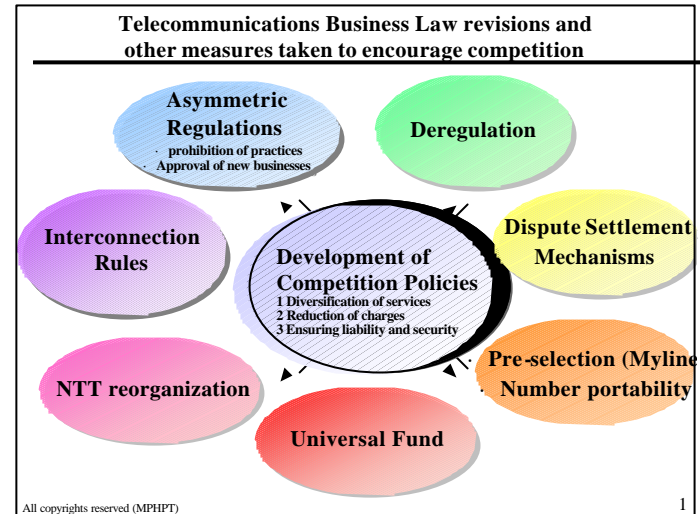 Telecommunications Business Law revisions and
other measures taken to encourage competition
Asymmetric
Regulations
· prohibition of practices
· Approval of new businesses
Deregulation
Interconnection
Rules
Development of
Competition Policies
1 Diversification of services
2 Reduction of charges
3 Ensuring liability and security
Dispute Settlement
Mechanisms
NTT reorganization
· Pre-selection (Myline
· Number portability
Universal Fund
All copyrights reserved (MPHPT)
1